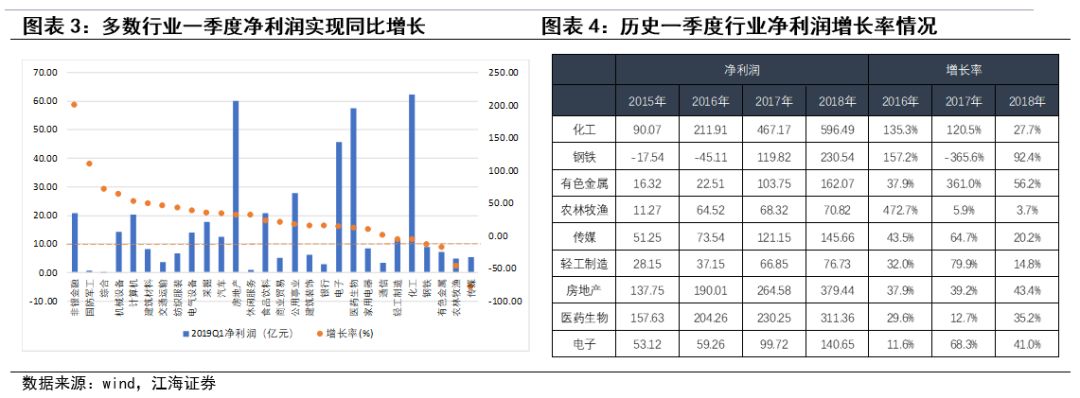 图表 3：多数行业一季度净利润实现同比增长
70.00
60.00
50.00
40.00
30.00
20.00
10.00
0.00
-10.00
250.00
200.00
150.00
100.00
50.00
0.00
-50.00
-100.00
非银金融
国防军工
综合
机械设备
计算机
建筑材料
交通运输
纺织服装
电气设备
采掘
汽车
房地产
休闲服务
食品饮料
商业贸易
公用事业
建筑装饰
银行
电子
医药生物
家用电器
通信
轻工制造
化工
钢铁
有色金属
农林牧渔
传媒
2019Q1净利润（亿元） 增长率(%)
图表 4：历史一季度行业净利润增长率情况
净利润 增长率
2015年 2016年 2017年 2018年 2016年 2017年 2018年
化工 90.07 211.91 467.17 596.49 135.3% 120.5% 27.7%
钢铁 -17.54 -45.11 119.82 230.54 157.2% -365.6% 92.4%
有色金属 16.32 22.51 103.75 162.07 37.9% 361.0% 56.2%
农林牧渔 11.27 64.52 68.32 70.82 472.7% 5.9% 3.7%
传媒 51.25 73.54 121.15 145.66 43.5% 64.7% 20.2%
轻工制造 28.15 37.15 66.85 76.73 32.0% 79.9% 14.8%
房地产 137.75 190.01 264.58 379.44 37.9% 39.2% 43.4%
医药生物 157.63 204.26 230.25 311.36 29.6% 12.7% 35.2%
电子 53.12 59.26 99.72 140.65 11.6% 68.3% 41.0%
数据来源：wind，江海证券